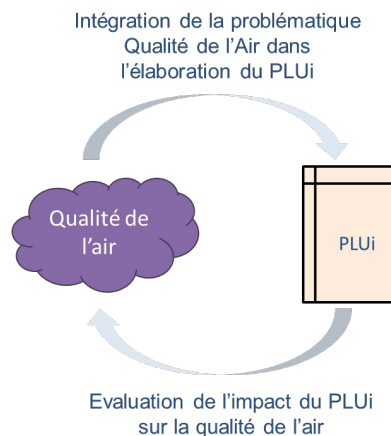 Intégration de la problématique
Qualité de l'Air dans
l'élaboration du PLUi
Qualité de
l'air
PLUi
Evaluation de l'impact du PLUi
sur la qualité de l'air